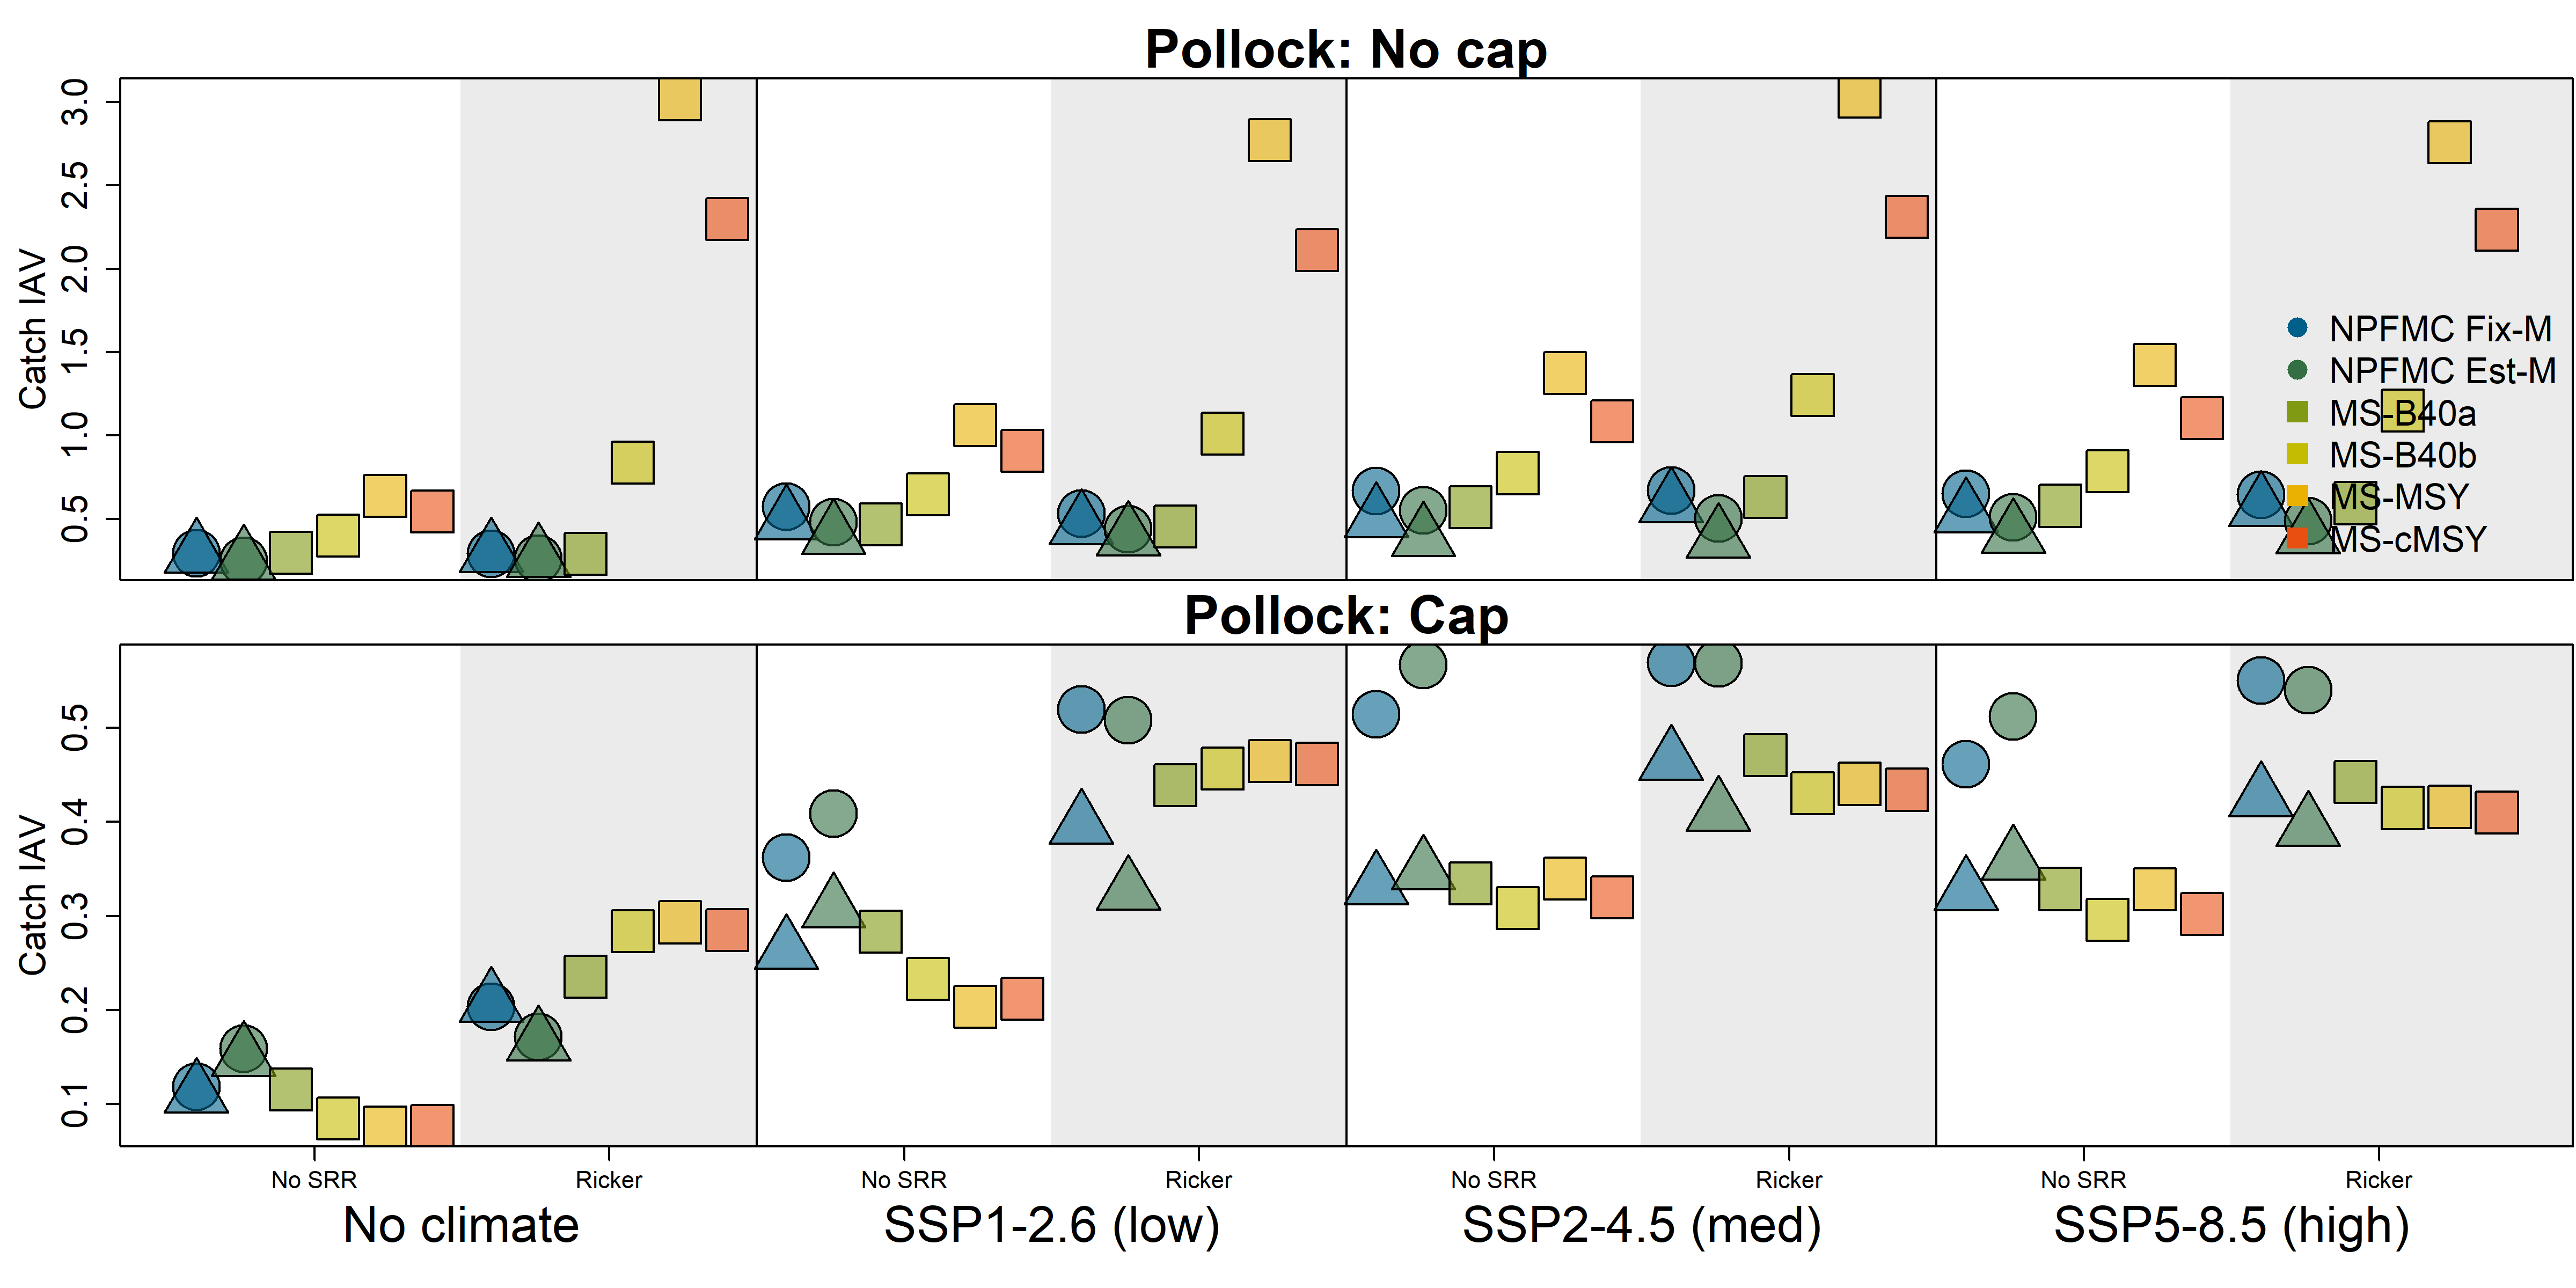 Pollock: No cap
Catch IAV
3.0
2.5
2.0
1.5
1.0
0.5
NPFMC Fix-M
NPFMC Est-M
MS-B40a
MS-B40b
MS-MSY
MS-cMSY
Pollock: Cap
Catch IAV
0.5
0.4
0.3
0.2
0.1
No SRR Ricker No SRR Ricker No SRR Ricker No SRR Ricker
No climate SSP1-2.6 (low) SSP2-4.5 (med) SSP5-8.5 (high)